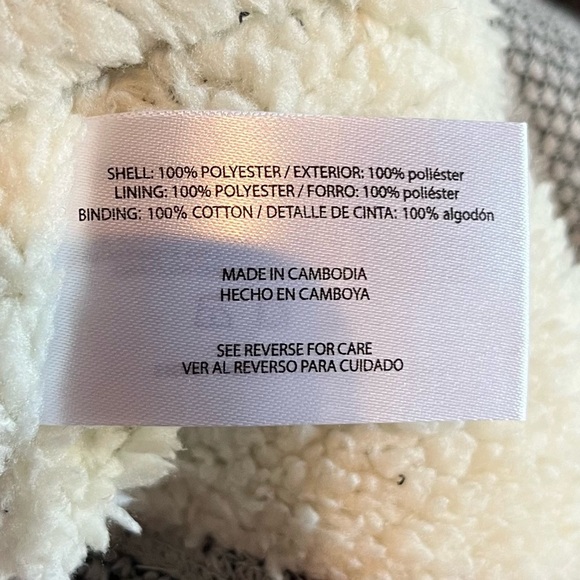 SHELL: 100% POLYESTER / EXTERIOR: 100% poliéster
LINING: 100% POLYESTER / FORRO: 100% poliéster
BINDING: 100% COTTON / DETALLE DE CINTA: 100% algodón
MADE IN CAMBODIA
HECHO EN CAMBOYA
SEE REVERSE FOR CARE
VER AL REVERSO PARA CUIDADO